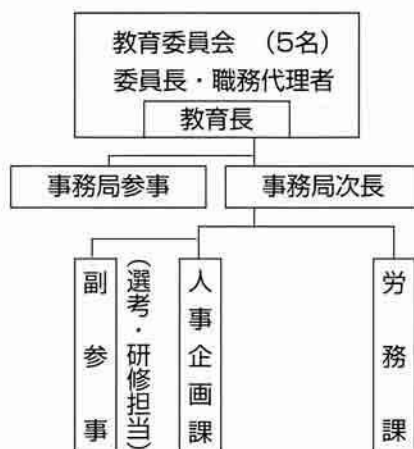 教育委員会 （5名）
委員長・職務代理者
教育長
事務局参事
事務局次長
副参事
（選考・研修担当）
人事企画課
労務課